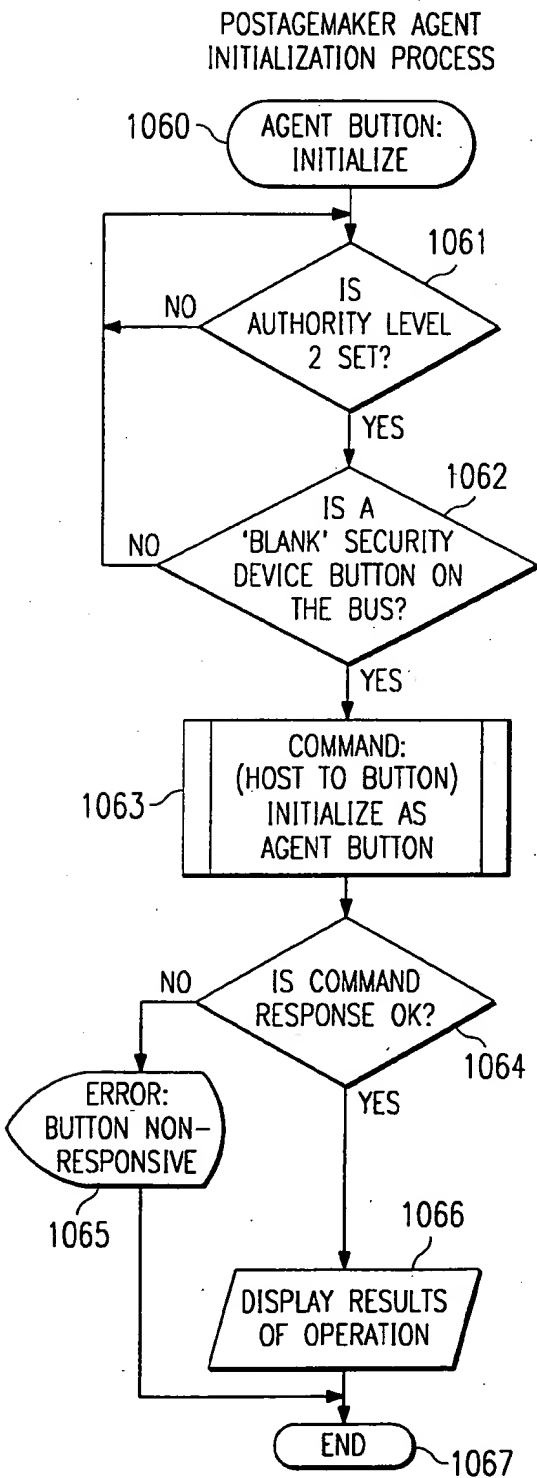 POSTAGEMAKER AGENT
INITIALIZATION PROCESS
1060
AGENT BUTTON:
INITIALIZE
1061
IS
AUTHORITY LEVEL
2 SET?
NO
YES
1062
IS A
'BLANK' SECURITY
DEVICE BUTTON ON
THE BUS?
NO
YES
1063
COMMAND:
(HOST TO BUTTON)
INITIALIZE AS
AGENT BUTTON
NO
IS COMMAND
RESPONSE OK?
1064
YES
ERROR:
BUTTON NON-
RESPONSIVE
1065
1066
DISPLAY RESULTS
OF OPERATION
END
1067